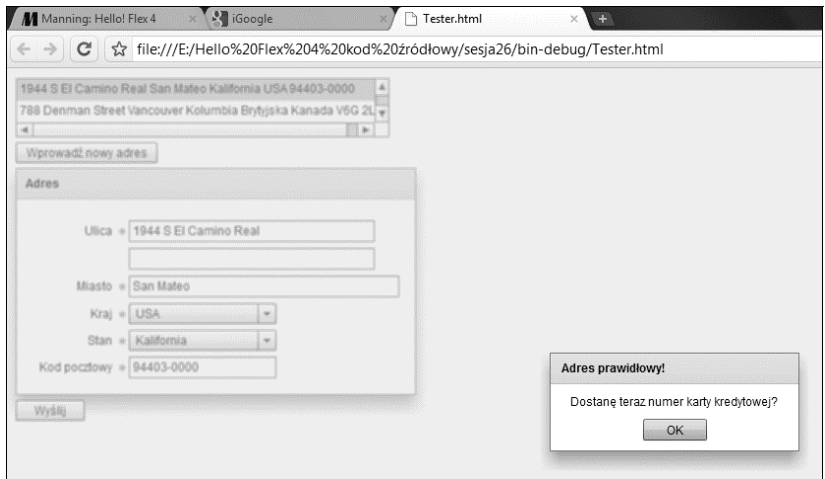 Manning: Hello! Flex 4
iGoogle
Tester.html
file:///E:/Hello%20Flex%204%20kod%20źródłowy/sesja26/bin-debug/Tester.html
1944 S El Camino Real San Mateo Kalifornia USA 94403-0000
788 Denman Street Vancouver Kolumbia Brytyjska Kanada V6G 2L
Wprowadź nowy adres
Adres
Ulica * 1944 S El Camino Real
Miasto * San Mateo
Kraj * USA
Stan * Kalifornia
Kod pocztowy * 94403-0000
Wyślij
Adres prawidłowy!
Dostanę teraz numer karty kredytowej?
OK